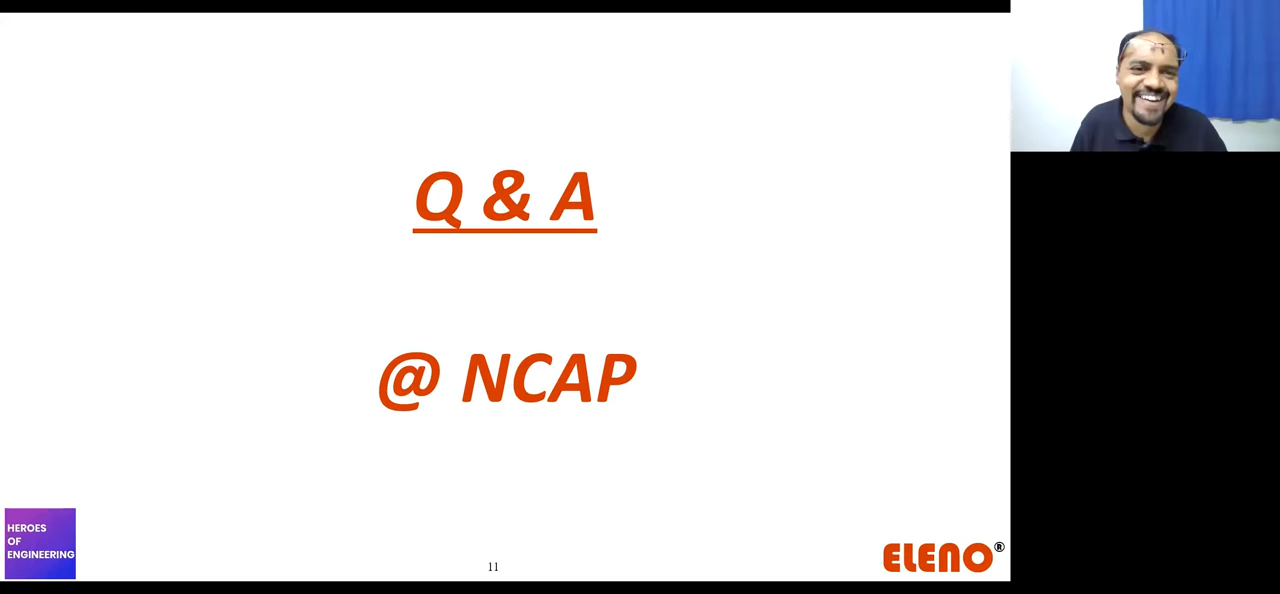 Q & A
@ NCAP
HEROES
OF
ENGINEERING
11
ELENO®